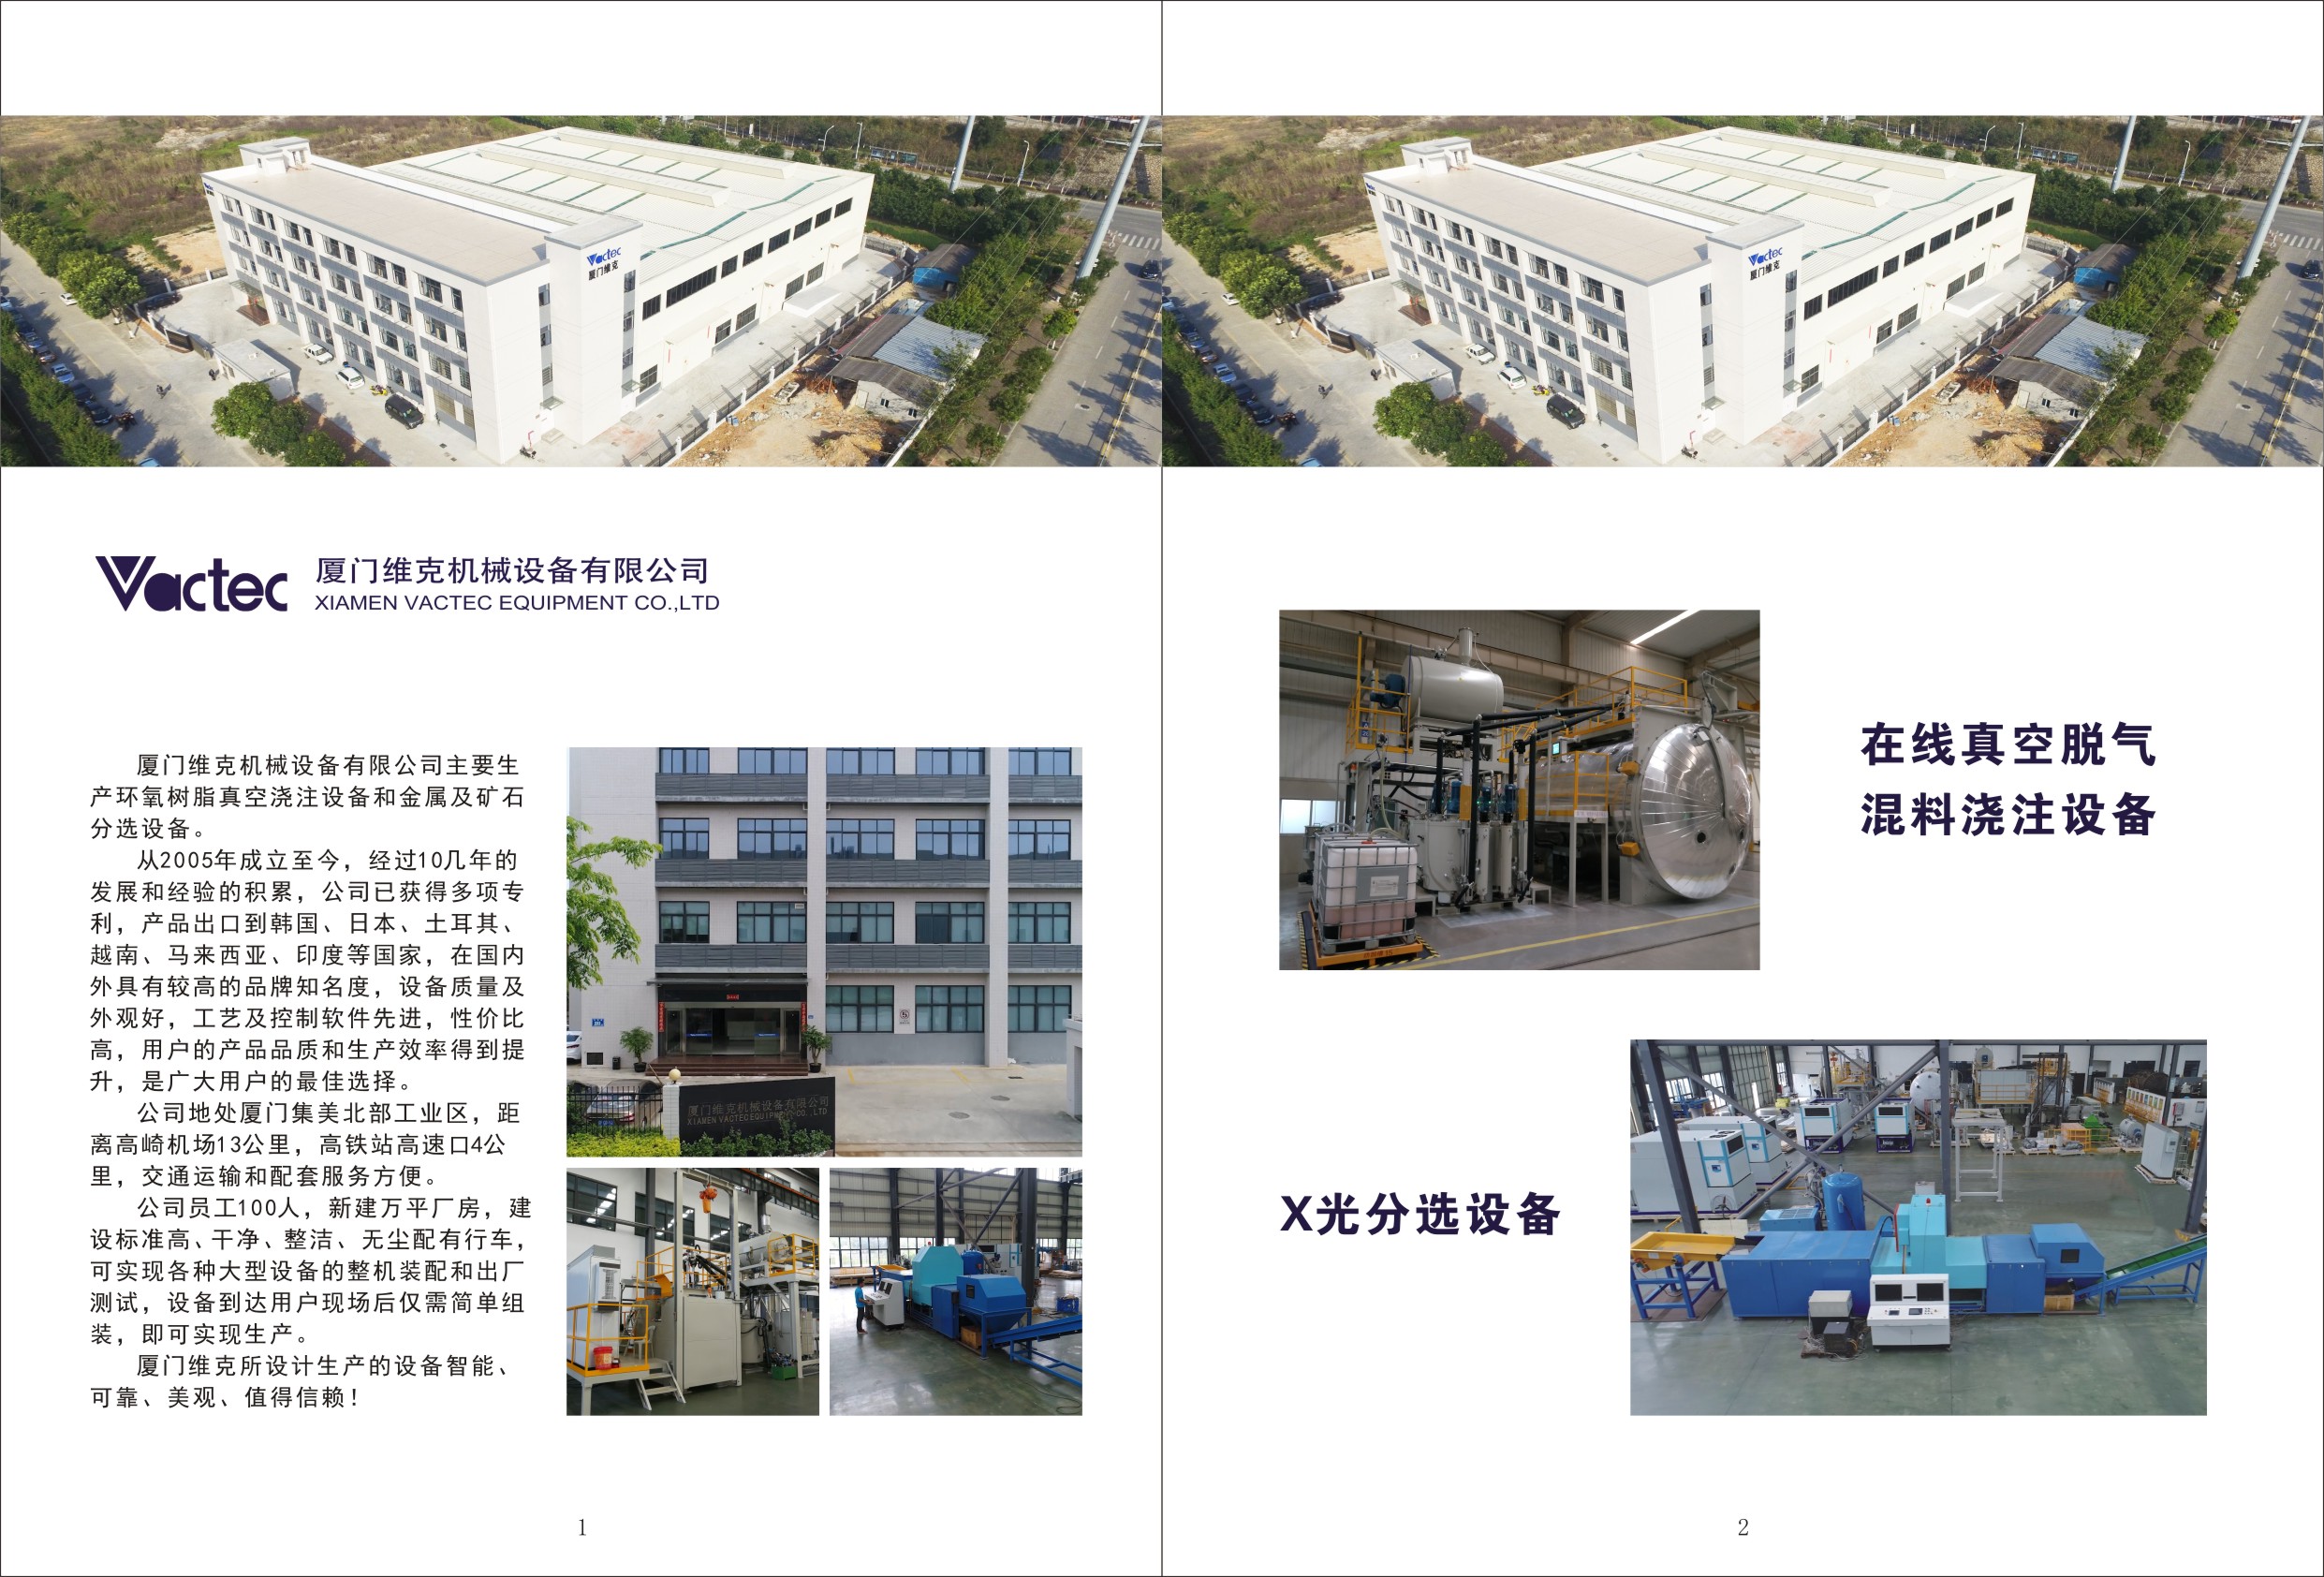 Vactec
厦门维克
Vactec
厦门维克
Vactec
厦门维克机械设备有限公司
XIAMEN VACTEC EQUIPMENT CO.,LTD
厦门维克机械设备有限公司主要生
产环氧树脂真空浇注设备和金属及矿石
分选设备。
从2005年成立至今，经过10几年的
发展和经验的积累，公司已获得多项专
利，产品出口到韩国、日本、土耳其、
越南、马来西亚、印度等国家，在国内
外具有较高的品牌知名度，设备质量及
外观好，工艺及控制软件先进，性价比
高，用户的产品品质和生产效率得到提
升，是广大用户的最佳选择。
公司地处厦门集美北部工业区，距
离高崎机场13公里，高铁站高速口4公
里，交通运输和配套服务方便。
公司员工100人，新建万平厂房，建
设标准高、干净、整洁、无尘配有行车，
可实现各种大型设备的整机装配和出厂
测试，设备到达用户现场后仅需简单组
装，即可实现生产。
厦门维克所设计生产的设备智能、
可靠、美观、值得信赖！
厦门维克机械设备有限公司
XIAMEN VACTEC EQUIPMENT CO.,LTD
1
在线真空脱气
混料浇注设备
X光分选设备
2